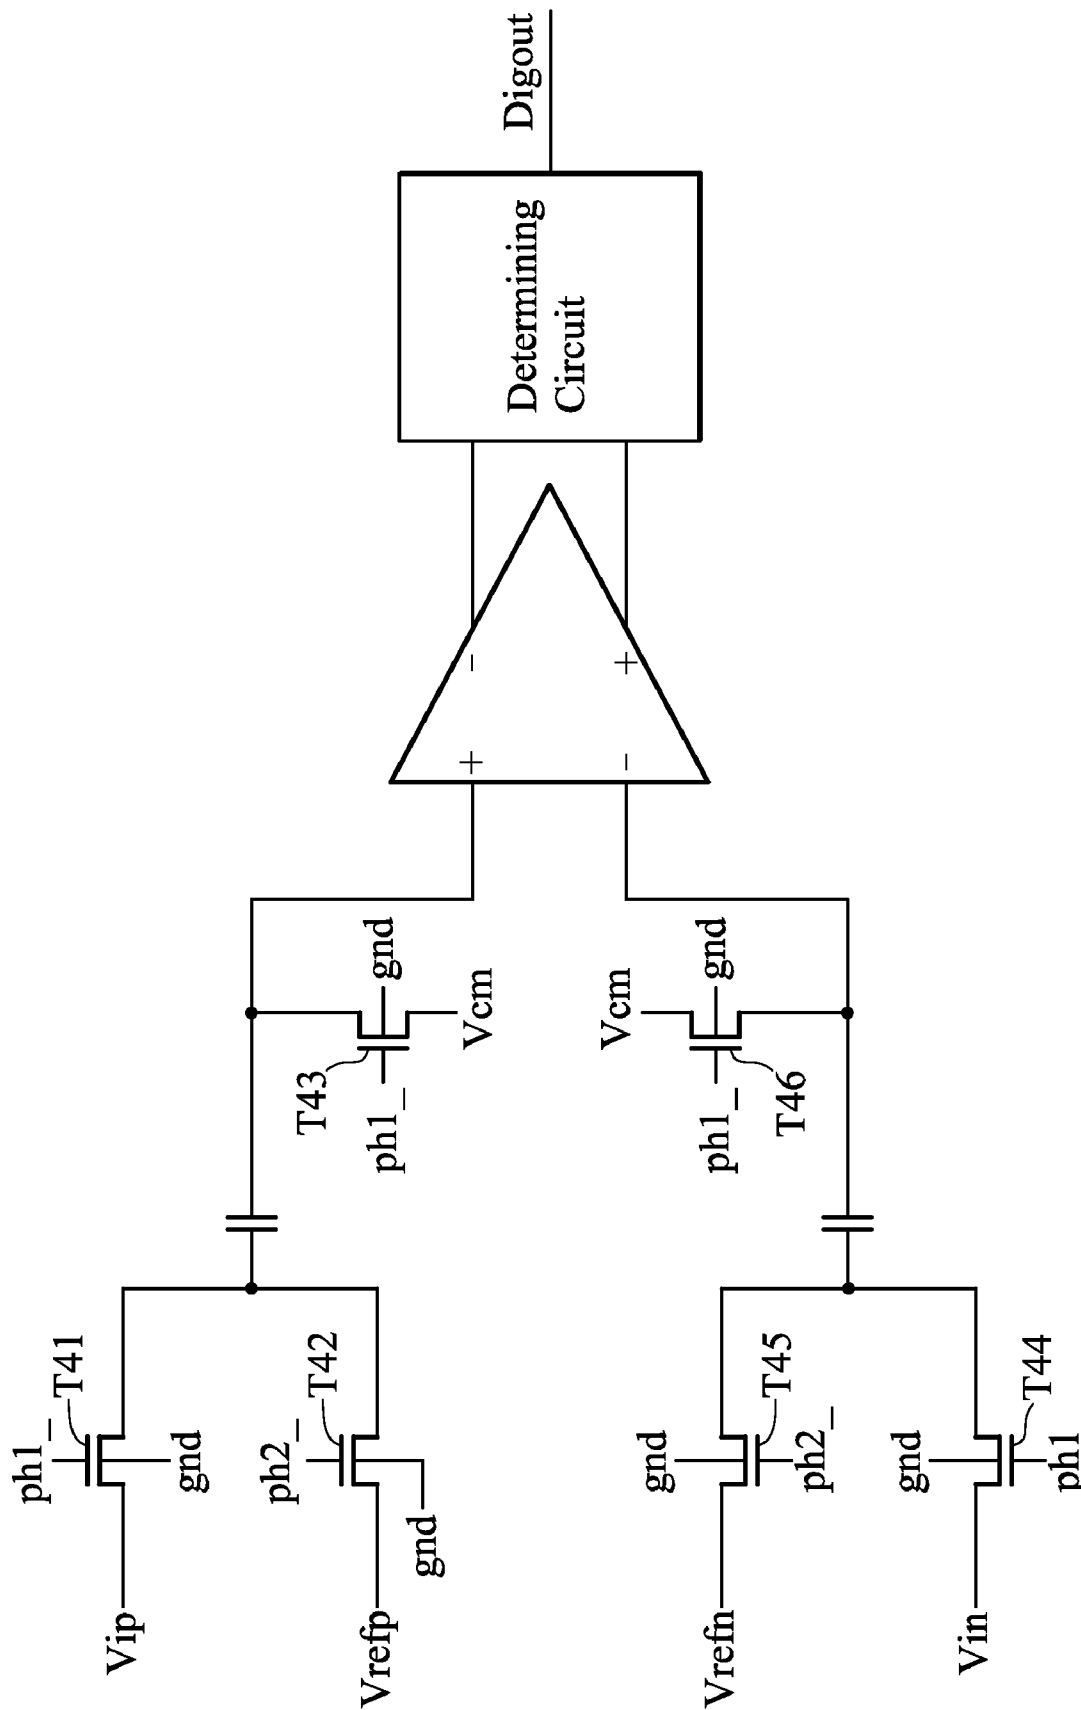 Vip
ph1_
T41
gnd
Vrefp
ph2_
T42
gnd
T43
ph1_
gnd
Vcm
Vrefn
gnd
T45
ph2_
Vin
gnd
T44
ph1
Vcm
ph1_
gnd
T46
+
-
-
+
Determining
Circuit
Digout